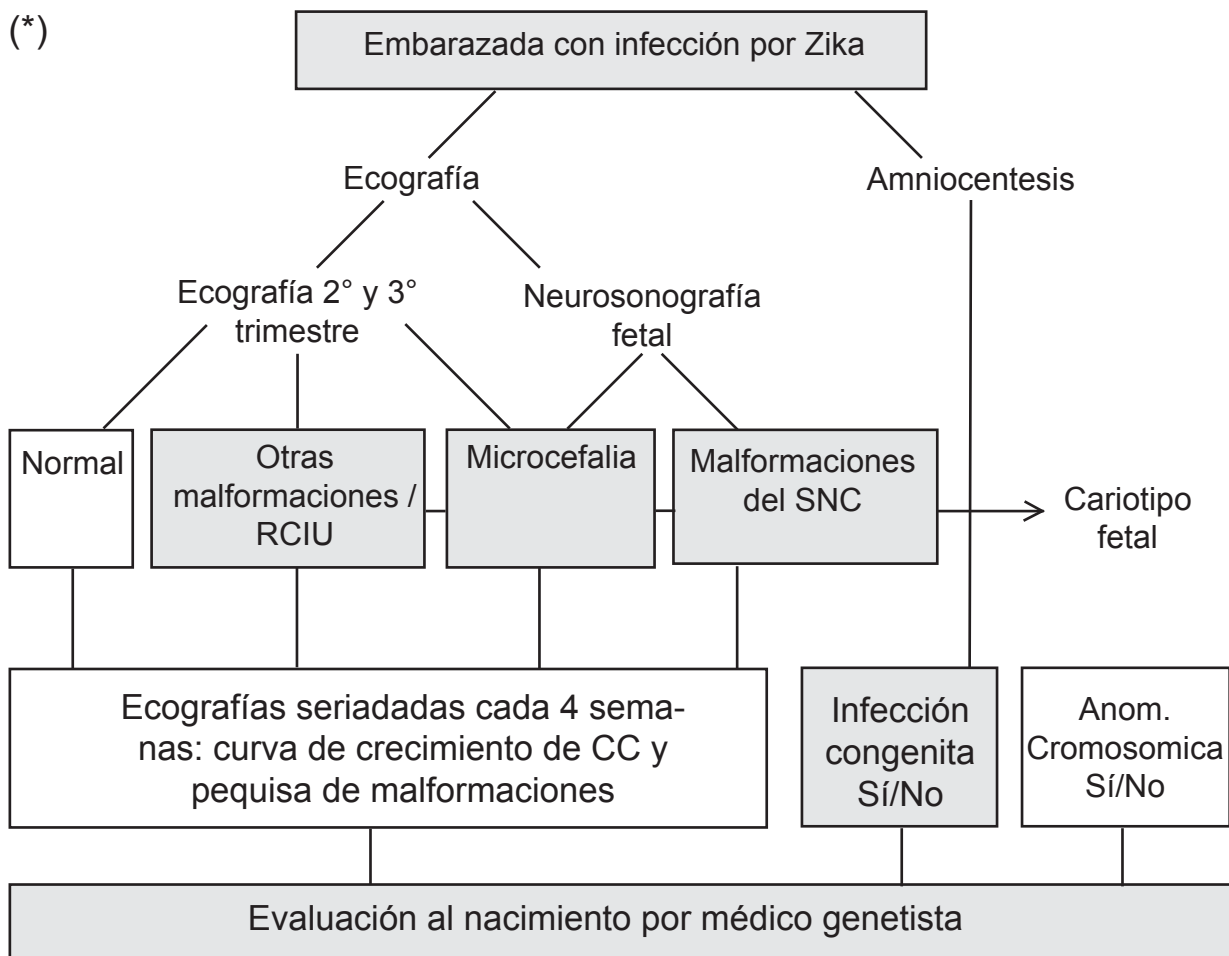 (*)
Embarazada con infección por Zika
Ecografía
Amniocentesis
Ecografía 2° y 3°
trimestre
Neurosonografía
fetal
Normal
Otras
malformaciones /
RCIU
Microcefalia
Malformaciones
del SNC
Cariotipo
fetal
Ecografías seriadadas cada 4 sema-
nas: curva de crecimiento de CC y
pequisa de malformaciones
Infección
congenita
Sí/No
Anom.
Cromosomica
Sí/No
Evaluación al nacimiento por médico genetista